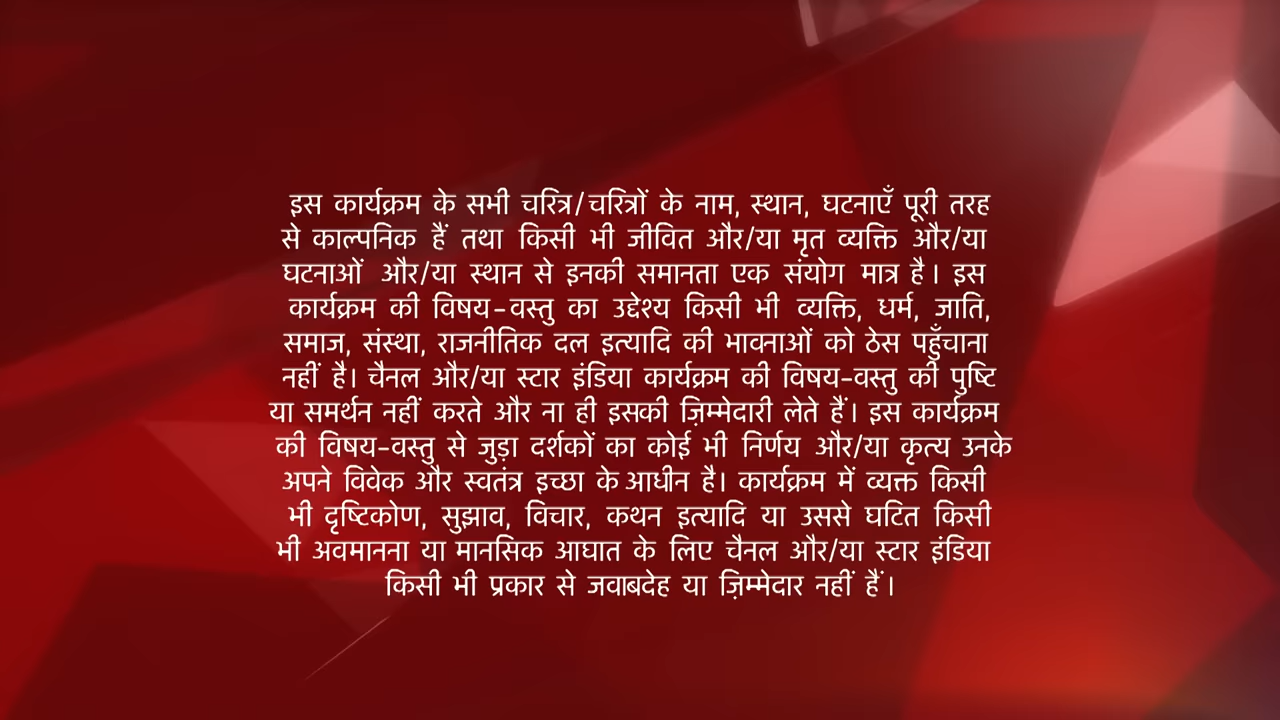 इस कार्यक्रम के सभी चरित्र/चरित्रों के नाम, स्थान, घटनाएँ पूरी तरह
से काल्पनिक हैं तथा किसी भी जीवित और/या मृत व्यक्ति और/या
घटनाओं और/या स्थान से इनकी समानता एक संयोग मात्र है। इस
कार्यक्रम की विषय-वस्तु का उद्देश्य किसी भी व्यक्ति, धर्म, जाति,
समाज, संस्था, राजनीतिक दल इत्यादि की भावनाओं को ठेस पहुँचाना
नहीं है। चैनल और/या स्टार इंडिया कार्यक्रम की विषय-वस्तु की पुष्टि
या समर्थन नहीं करते और ना ही इसकी ज़िम्मेदारी लेते हैं। इस कार्यक्रम
की विषय-वस्तु से जुड़ा दर्शकों का कोई भी निर्णय और/या कृत्य उनके
अपने विवेक और स्वतंत्र इच्छा के आधीन है। कार्यक्रम में व्यक्त किसी
भी दृष्टिकोण, सुझाव, विचार, कथन इत्यादि या उससे घटित किसी
भी अवमानना या मानसिक आघात के लिए चैनल और/या स्टार इंडिया
किसी भी प्रकार से जवाबदेह या ज़िम्मेदार नहीं हैं।